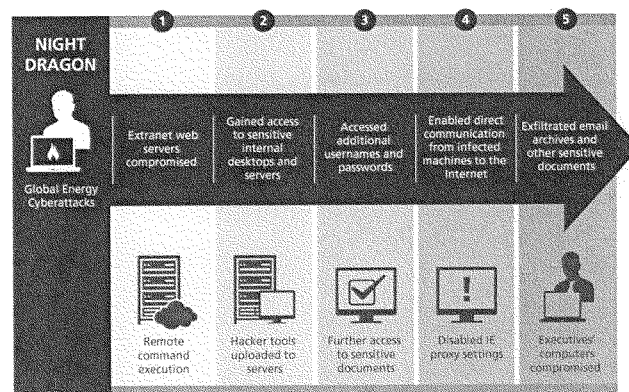 NIGHT
DRAGON
Global Energy
Cyberattacks
1
Extranet web
servers
compromised
Remote
command
execution
2
Gained access
to sensitive
internal
desktops and
servers
Hacker tools
uploaded to
servers
3
Accessed
additional
usernames and
passwords
Further access
to sensitive
documents
4
Enabled direct
communication
from infected
machines to the
Internet
!
Disabled IE
proxy settings
5
Exfiltrated email
archives and
other sensitive
documents
Executives'
computers
compromised